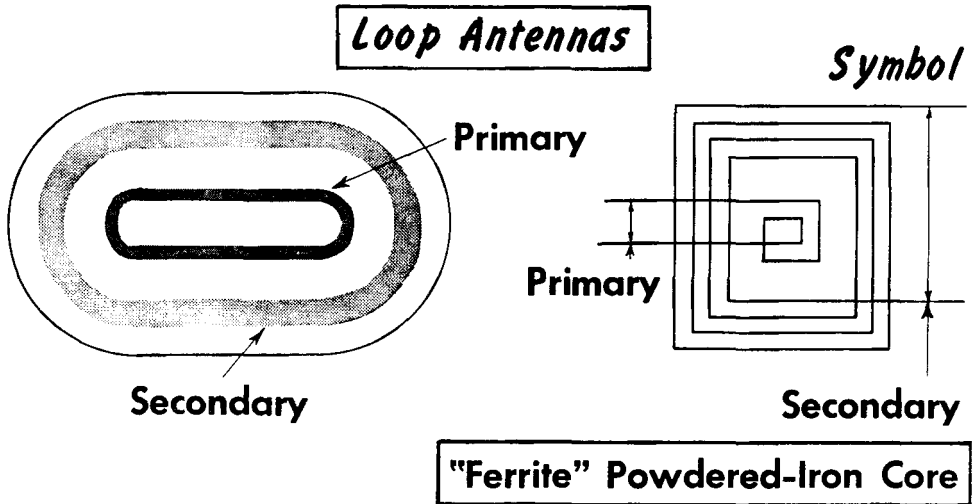 Loop Antennas
Symbol
Primary
Primary
Secondary
Secondary
"Ferrite" Powdered-Iron Core